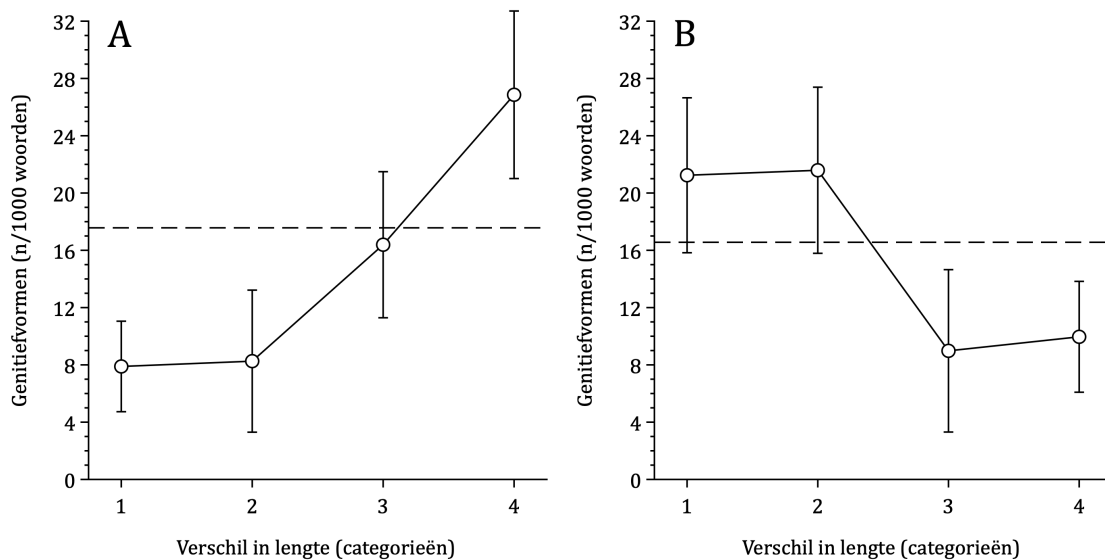 A
Genitiefvormen (n/1000 woorden)
32
28
24
20
16
12
8
4
0
1 2 3 4
Verschil in lengte (categorieën)
B
Genitiefvormen (n/1000 woorden)
32
28
24
20
16
12
8
4
0
1 2 3 4
Verschil in lengte (categorieën)